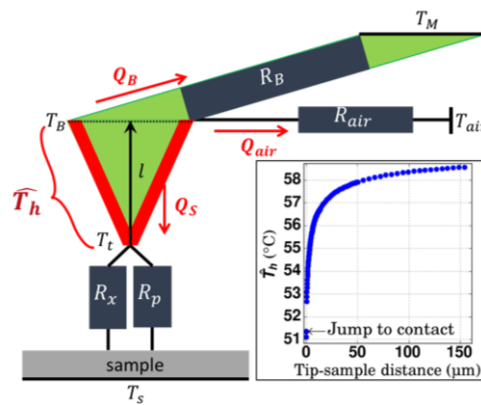 T_M
Q_B
R_B
T_B
R_air
T_air
Q_air
l
T̂_h
Q_S
T_t
R_x
R_p
sample
T_s
58
57
56
55
54
53
52
51
T̂_h (°C)
←Jump to contact
0 50 100 150
Tip-sample distance (μm)